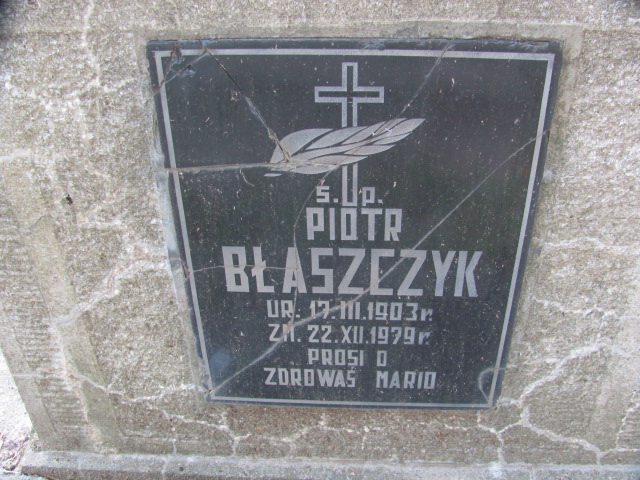 Ś.P.
PIOTR
BŁASZCZYK
UR. 17.III.1903r.
ZM. 22.XII.1979r.
PROSI O
ZDROWAŚ MARIO